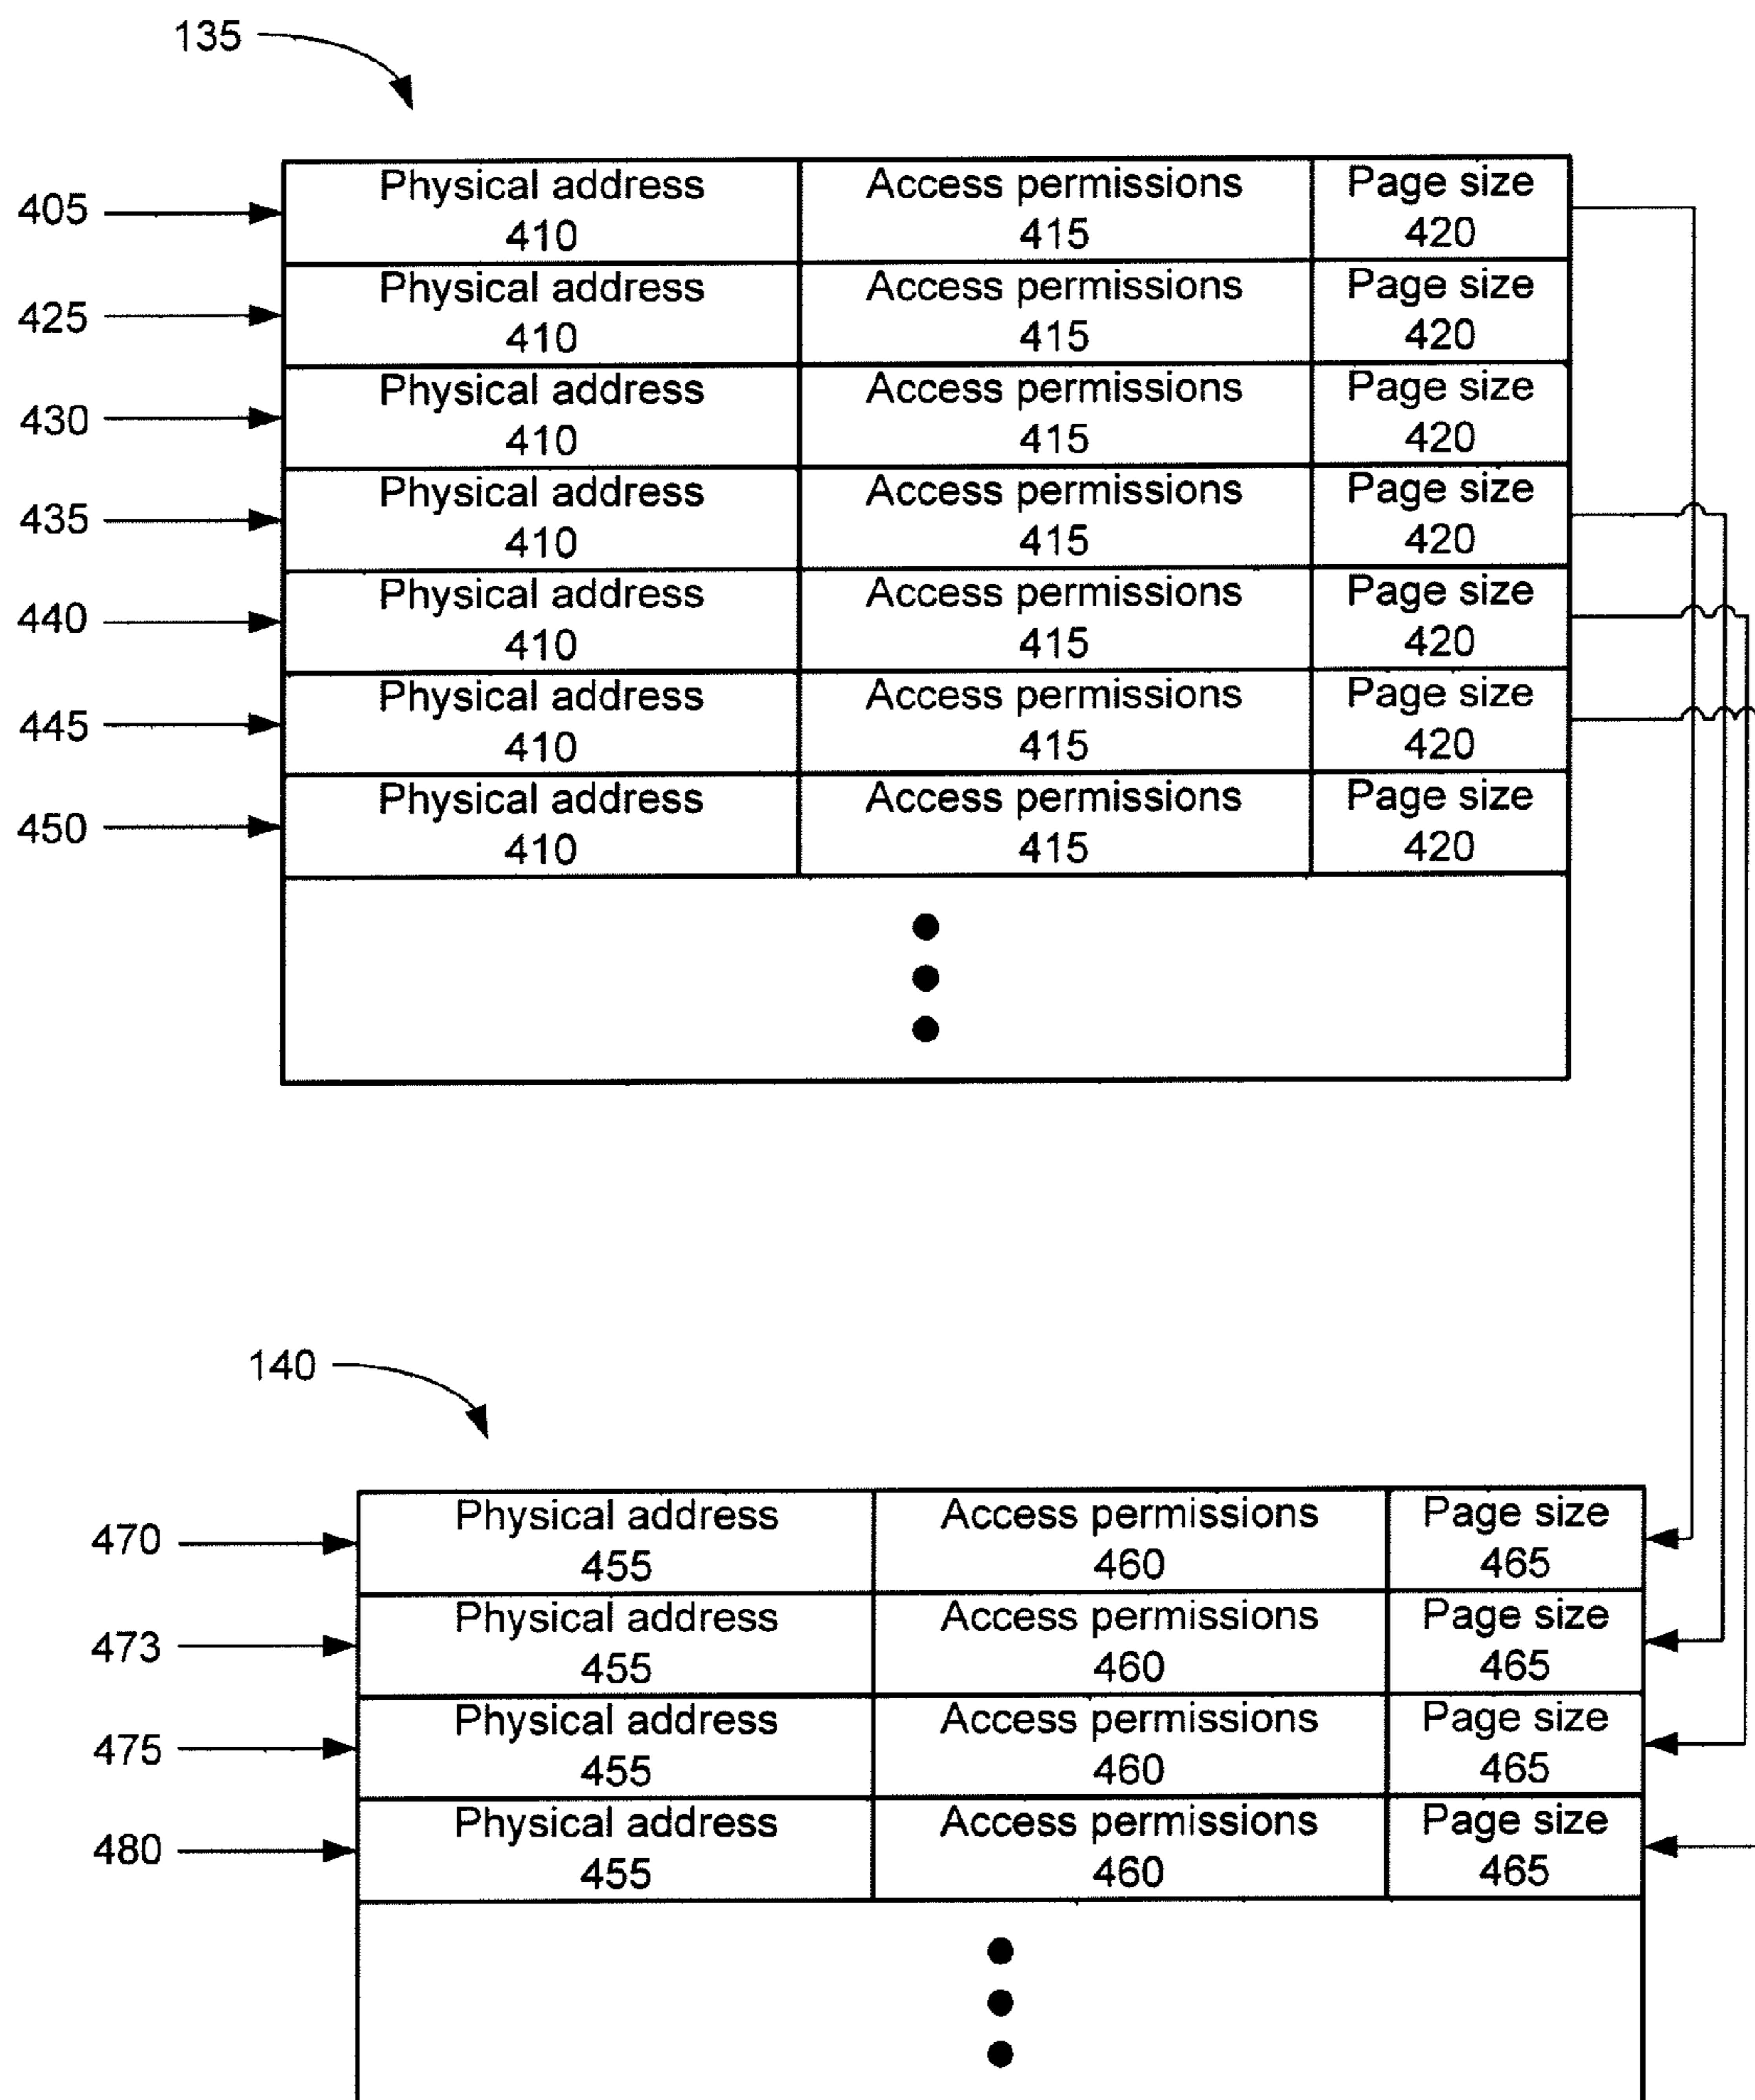 135
405 Physical address Access permissions Page size
410 415 420
425 Physical address Access permissions Page size
410 415 420
430 Physical address Access permissions Page size
410 415 420
435 Physical address Access permissions Page size
410 415 420
440 Physical address Access permissions Page size
410 415 420
445 Physical address Access permissions Page size
410 415 420
450 Physical address Access permissions Page size
410 415 420
140
470 Physical address Access permissions Page size
455 460 465
473 Physical address Access permissions Page size
455 460 465
475 Physical address Access permissions Page size
455 460 465
480 Physical address Access permissions Page size
455 460 465